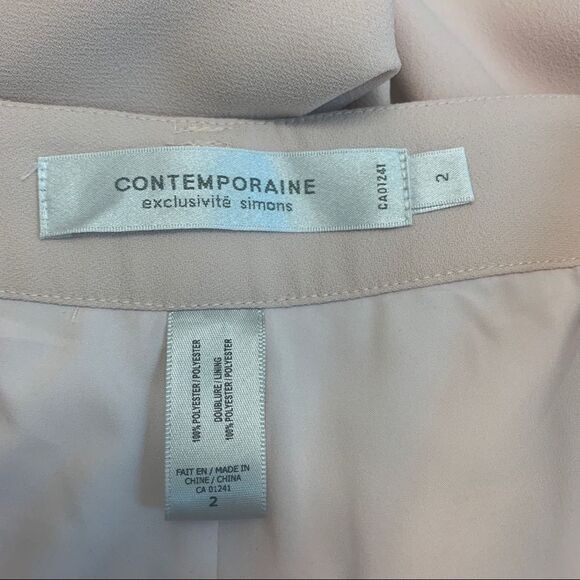 CONTEMPORAINE
exclusivité simons
CA01241
2
100% POLYESTER/POLYESTER
DOUBLURE/LINING
100% POLYESTER/POLYESTER
FAIT EN / MADE IN
CHINE / CHINA
CA 01241
2